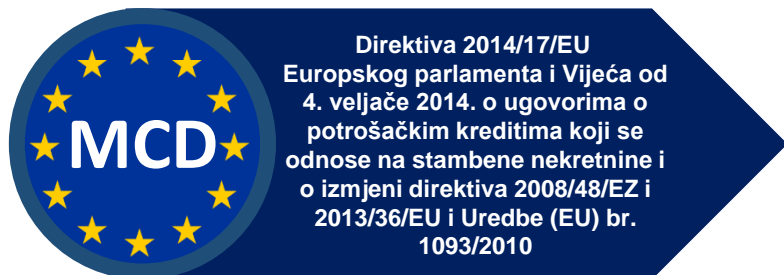 MCD
Direktiva 2014/17/EU
Europskog parlamenta i Vijeća od
4. veljače 2014. o ugovorima o
potrošačkim kreditima koji se
odnose na stambene nekretnine i
o izmjeni direktiva 2008/48/EZ i
2013/36/EU i Uredbe (EU) br.
1093/2010